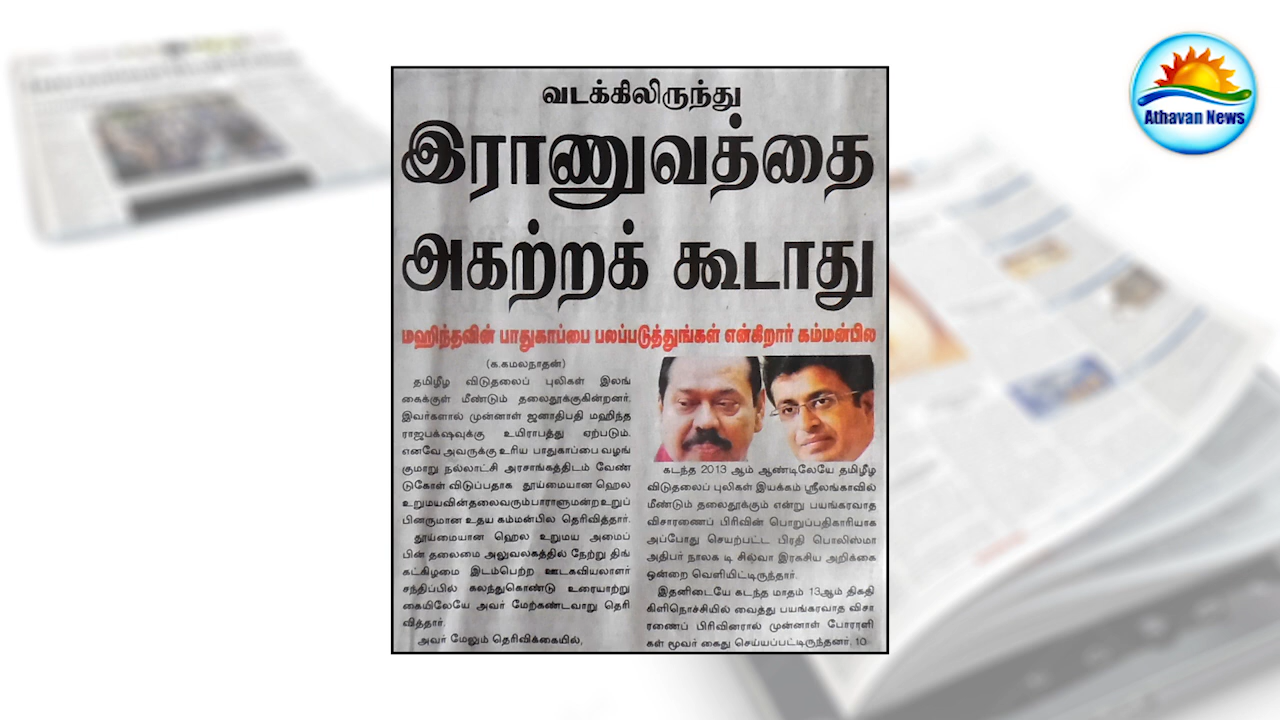 வடக்கிலிருந்து
இராணுவத்தை
அகற்றக் கூடாது
மஹிந்தவின் பாதுகாப்பை பலப்படுத்துங்கள் என்கிறார் கம்மன்பில
(க.கமலநாதன்)
தமிழீழ விடுதலைப் புலிகள் இலங்
கைக்குள் மீண்டும் தலைதூக்குகின்றனர்.
இவர்களால் முன்னாள் ஜனாதிபதி மஹிந்த
ராஜபக்ஷவுக்கு உயிராபத்து ஏற்படும்.
எனவே அவருக்கு உரிய பாதுகாப்பை வழங்
குமாறு நல்லாட்சி அரசாங்கத்திடம் வேண்
டுகோள் விடுப்பதாக தூய்மையான ஹெல
உறுமயவின்தலைவரும்பாராளுமன்றஉறுப்
பினருமான உதய கம்மன்பில தெரிவித்தார்.
தூய்மையான ஹெல உறுமய அமைப்
பின் தலைமை அலுவலகத்தில் நேற்று திங்
கட்கிழமை இடம்பெற்ற ஊடகவியலாளர்
சந்திப்பில் கலந்துகொண்டு உரையாற்று
கையிலேயே அவர் மேற்கண்டவாறு தெரி
வித்தார்.
அவர் மேலும் தெரிவிக்கையில்,
கடந்த 2013 ஆம் ஆண்டிலேயே தமிழீழ
விடுதலைப் புலிகள் இயக்கம் ஸ்ரீலங்காவில்
மீண்டும் தலைதூக்கும் என்று பயங்கரவாத
விசாரணைப் பிரிவின் பொறுப்பதிகாரியாக
அப்போது செயற்பட்ட பிரதி பொலிஸ்மா
அதிபர் நாலக டி சில்வா இரகசிய அறிக்கை
ஒன்றை வெளியிட்டிருந்தார்.
இதனிடையே கடந்த மாதம் 13ஆம் திகதி
கிளிநொச்சியில் வைத்து பயங்கரவாத விசா
ரணைப் பிரிவினரால் முன்னாள் போராளி
கள் மூவர் கைது செய்யப்பட்டிருந்தனர். 10
Athavan News